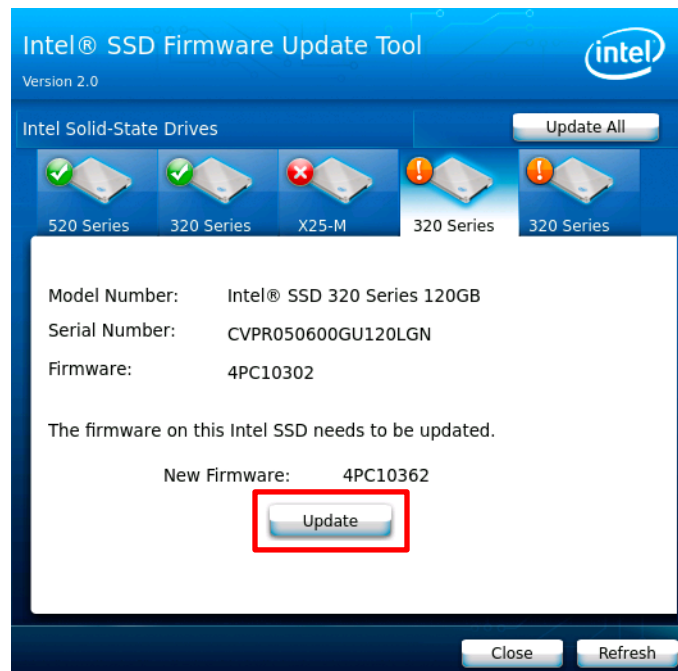 Intel® SSD Firmware Update Tool
intel
Version 2.0
Intel Solid-State Drives
Update All
520 Series
320 Series
X25-M
320 Series
320 Series
Model Number: Intel® SSD 320 Series 120GB
Serial Number: CVPR050600GU120LGN
Firmware: 4PC10302
The firmware on this Intel SSD needs to be updated.
New Firmware: 4PC10362
Update
Close
Refresh